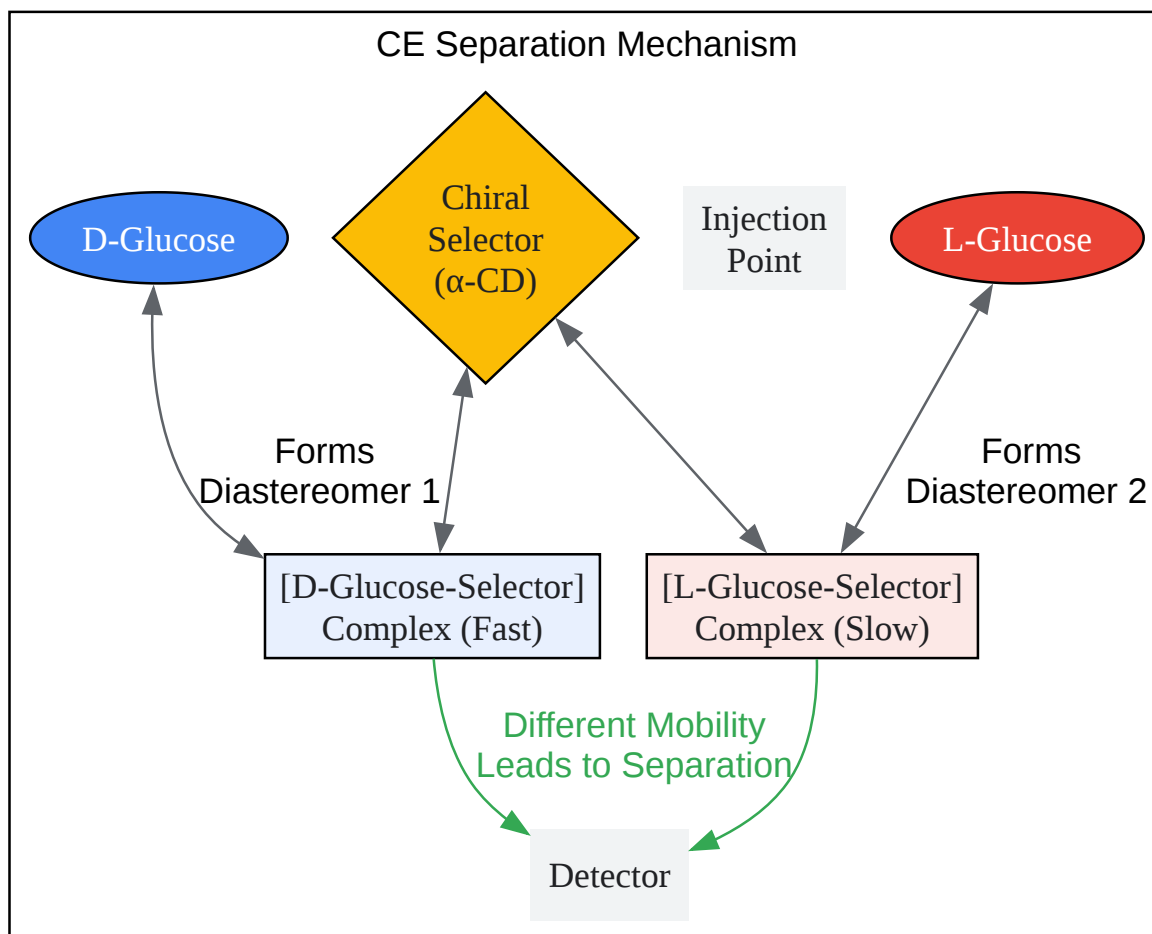 CE Separation Mechanism
D-Glucose
Chiral
Selector
(α-CD)
Injection
Point
L-Glucose
Forms
Diastereomer 1
Forms
Diastereomer 2
[D-Glucose-Selector]
Complex (Fast)
[L-Glucose-Selector]
Complex (Slow)
Different Mobility
Leads to Separation
Detector